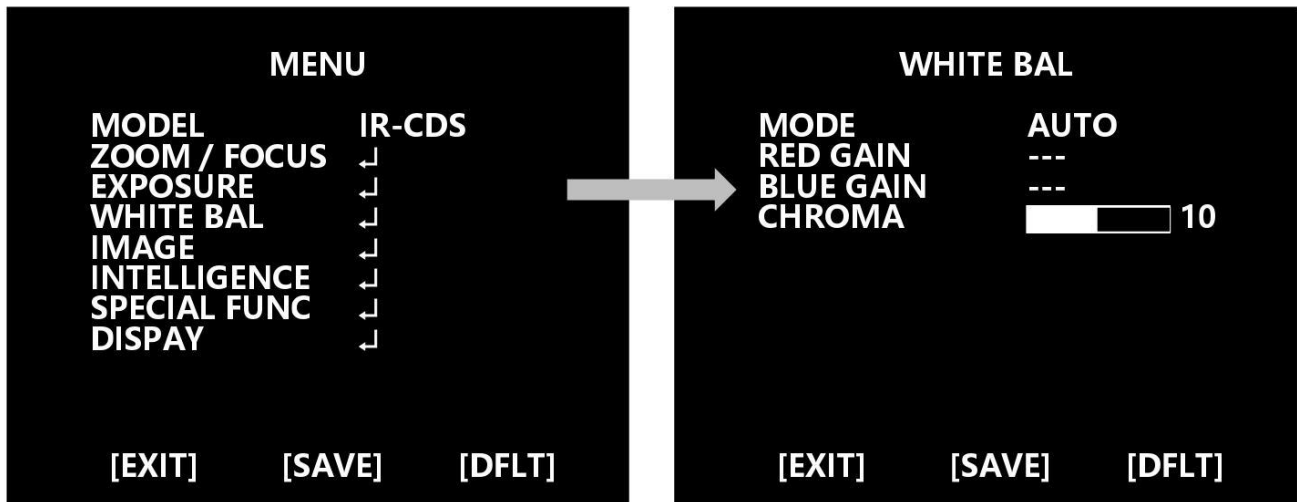 MENU
MODEL IR-CDS
ZOOM / FOCUS ↵
EXPOSURE ↵
WHITE BAL ↵
IMAGE ↵
INTELLIGENCE ↵
SPECIAL FUNC ↵
DISPAY ↵
[EXIT] [SAVE] [DFLT]
WHITE BAL
MODE AUTO
RED GAIN ---
BLUE GAIN ---
CHROMA 10
[EXIT] [SAVE] [DFLT]